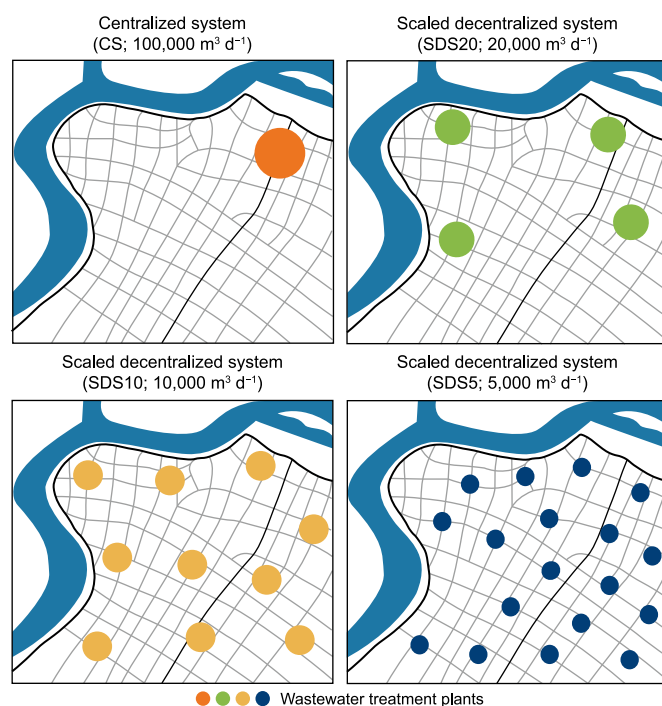 Centralized system
(CS; 100,000 m³ d⁻¹)
Scaled decentralized system
(SDS20; 20,000 m³ d⁻¹)
Scaled decentralized system
(SDS10; 10,000 m³ d⁻¹)
Scaled decentralized system
(SDS5; 5,000 m³ d⁻¹)
Wastewater treatment plants